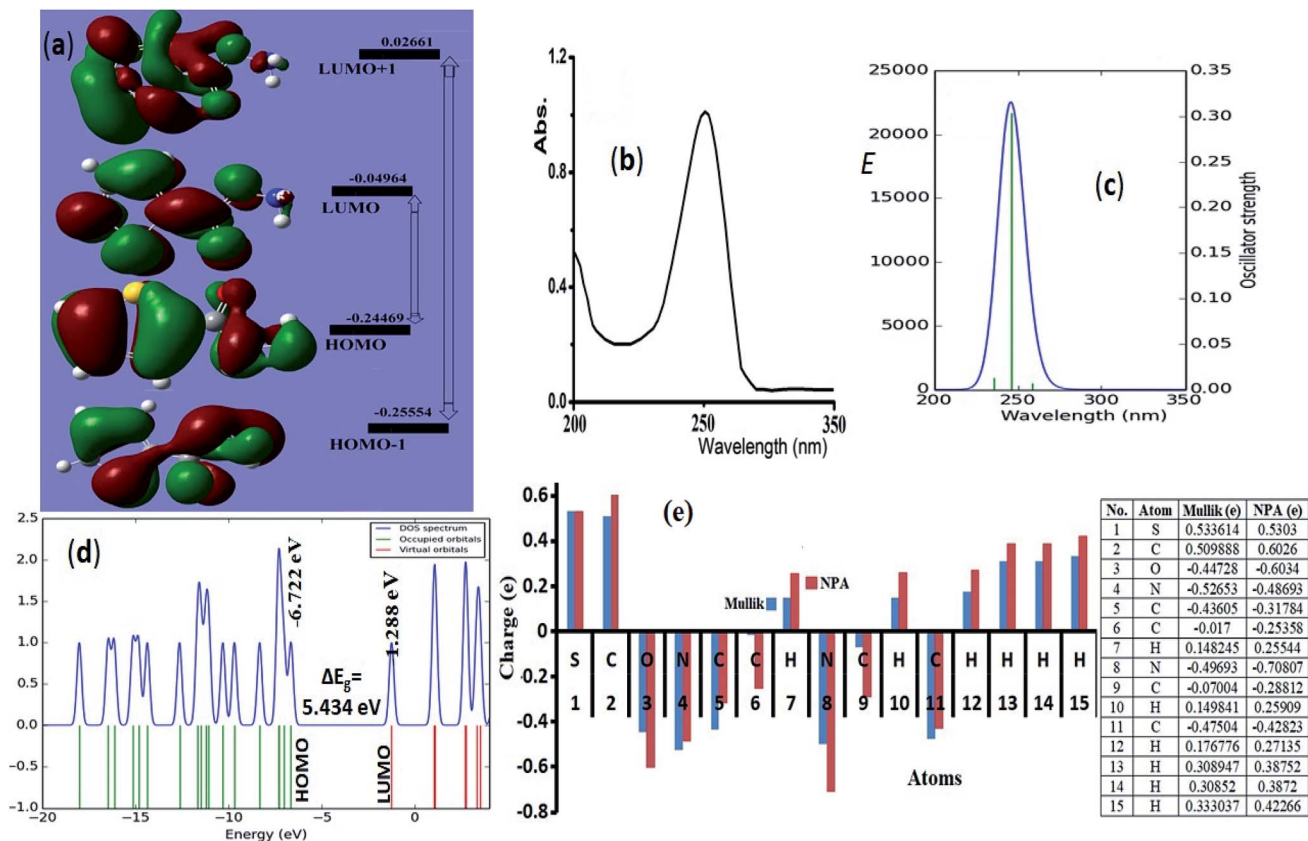 (a)
0.02661
LUMO+1
-0.04964
LUMO
-0.24469
HOMO
-0.25554
HOMO-1
Abs.
1.2
0.8
0.4
0.0
(b)
200
250
350
Wavelength (nm)
25000
20000
15000
10000
5000
0
E
(c)
0.35
0.30
0.25
0.20
0.15
0.10
0.05
0.00
Oscillator strength
200
250
300
350
Wavelength (nm)
2.5
2.0
1.5
1.0
0.5
0.0
-0.5
-1.0
(d)
DOS spectrum
Occupied orbitals
Virtual orbitals
-6.722 eV
-1.288 eV
ΔEg=
5.434 eV
HOMO
LUMO
-20
-15
-10
-5
0
Energy (eV)
(e)
Charge (e)
0.6
0.4
0.2
0
-0.2
-0.4
-0.6
-0.8
Mullik
NPA
S C O N C C H N C H C H H H H
1 2 3 4 5 6 7 8 9 10 11 12 13 14 15
Atoms
No. Atom Mullik (e) NPA (e)
1 S 0.533614 0.5303
2 C 0.509888 0.6026
3 O -0.44728 -0.6034
4 N -0.52653 -0.48693
5 C -0.43605 -0.31784
6 C -0.017 -0.25358
7 H 0.148245 0.25544
8 N -0.49693 -0.70807
9 C -0.07004 -0.28812
10 H 0.149841 0.25909
11 C -0.47504 -0.42823
12 H 0.176776 0.27135
13 H 0.308947 0.38752
14 H 0.30852 0.3872
15 H 0.333037 0.42266